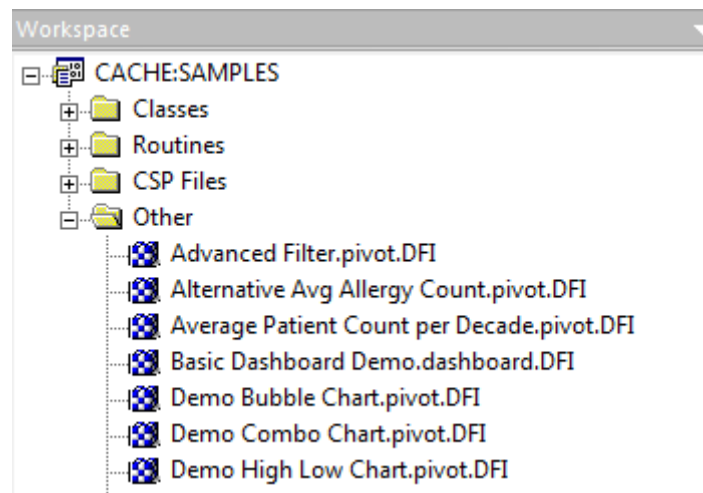 Workspace
CACHE:SAMPLES
Classes
Routines
CSP Files
Other
Advanced Filter.pivot.DFI
Alternative Avg Allergy Count.pivot.DFI
Average Patient Count per Decade.pivot.DFI
Basic Dashboard Demo.dashboard.DFI
Demo Bubble Chart.pivot.DFI
Demo Combo Chart.pivot.DFI
Demo High Low Chart.pivot.DFI